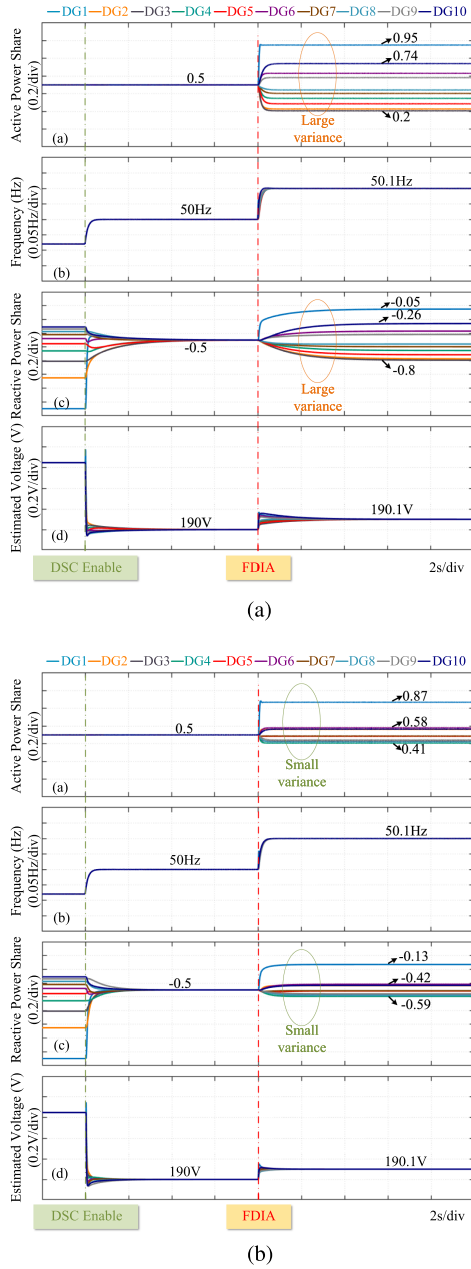 DG1 DG2 DG3 DG4 DG5 DG6 DG7 DG8 DG9 DG10
Active Power Share
(0.2/div)
0.5
0.95
0.74
0.2
Large
variance
(a)
Frequency (Hz)
(0.05Hz/div)
50Hz
50.1Hz
(b)
Reactive Power Share
(0.2/div)
-0.5
-0.05
-0.26
-0.8
Large
variance
(c)
Estimated Voltage (V)
(0.2V/div)
190V
190.1V
(d)
DSC Enable
FDIA
2s/div
(a)
DG1 DG2 DG3 DG4 DG5 DG6 DG7 DG8 DG9 DG10
Active Power Share
(0.2/div)
0.5
0.87
0.58
0.41
Small
variance
(a)
Frequency (Hz)
(0.05Hz/div)
50Hz
50.1Hz
(b)
Reactive Power Share
(0.2/div)
-0.5
-0.13
-0.42
-0.59
Small
variance
(c)
Estimated Voltage (V)
(0.2V/div)
190V
190.1V
(d)
DSC Enable
FDIA
2s/div
(b)